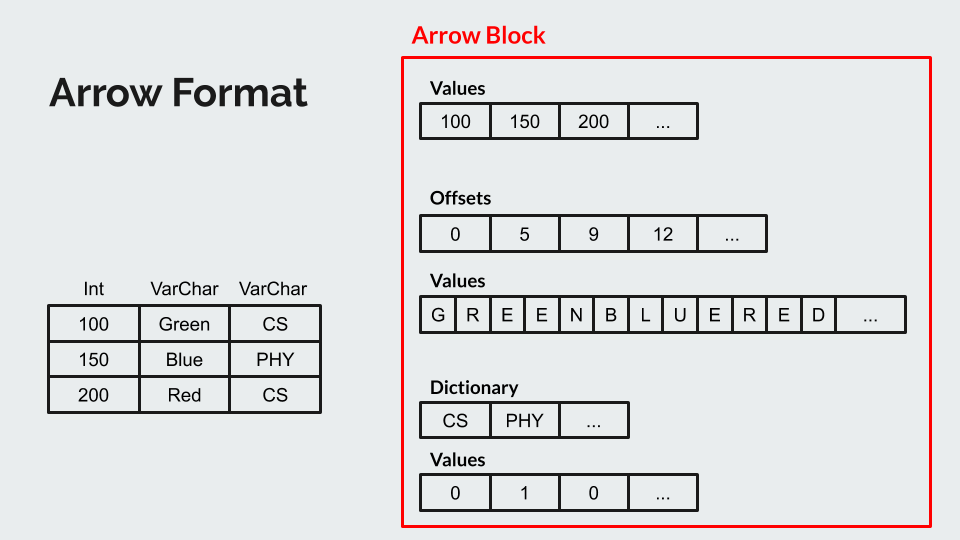 Arrow Format
Int VarChar VarChar
100 Green CS
150 Blue PHY
200 Red CS
Arrow Block
Values
100 150 200 ...
Offsets
0 5 9 12 ...
Values
G R E E N B L U E R E D ...
Dictionary
CS PHY ...
Values
0 1 0 ...